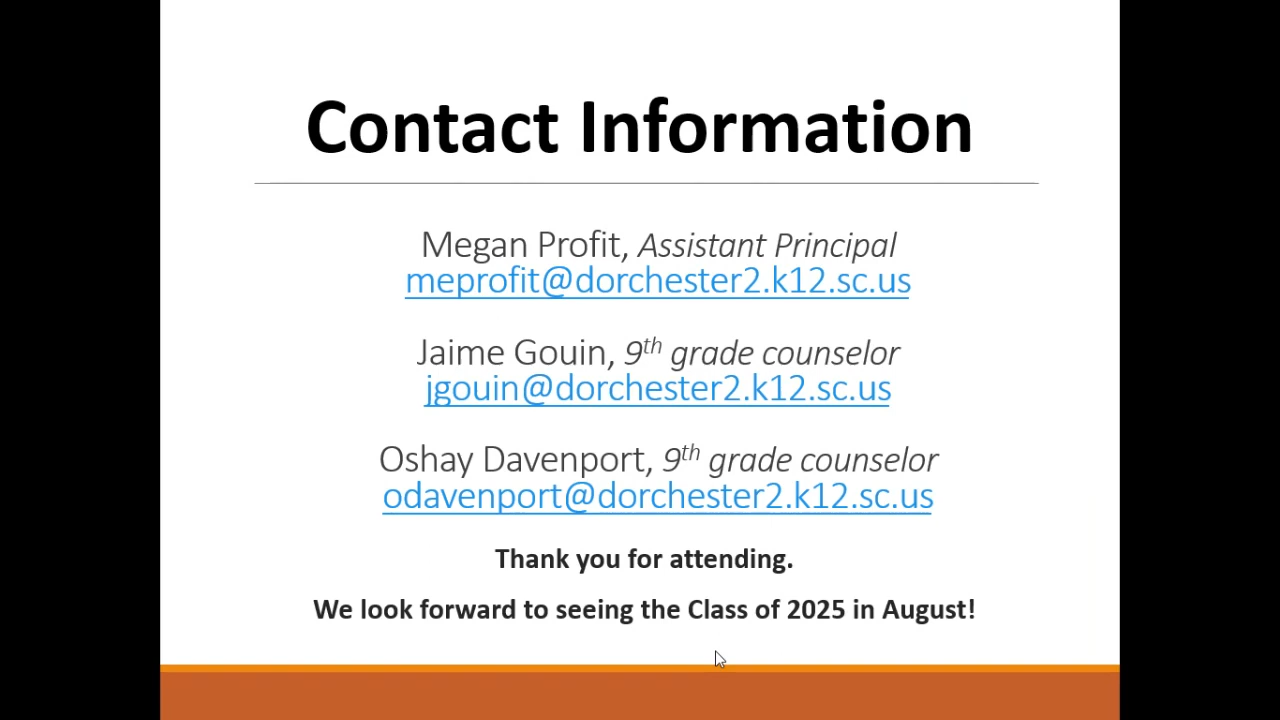 Contact Information
Megan Profit, Assistant Principal
meprofit@dorchester2.k12.sc.us
Jaime Gouin, 9th grade counselor
jgouin@dorchester2.k12.sc.us
Oshay Davenport, 9th grade counselor
odavenport@dorchester2.k12.sc.us
Thank you for attending.
We look forward to seeing the Class of 2025 in August!